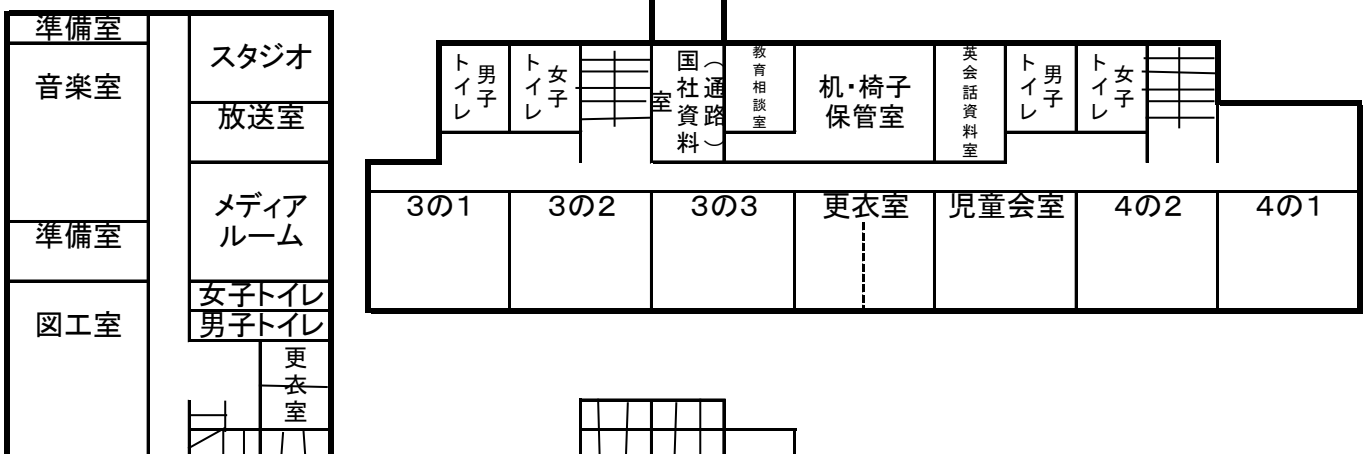 準備室
音楽室
準備室
図工室
スタジオ
放送室
メディア
ルーム
女子トイレ
男子トイレ
更衣室
男子
トイレ
女子
トイレ
国社資料室
（通路）
教育相談室
机・椅子
保管室
英会話資料室
男子
トイレ
女子
トイレ
3の1
3の2
3の3
更衣室
児童会室
4の2
4の1